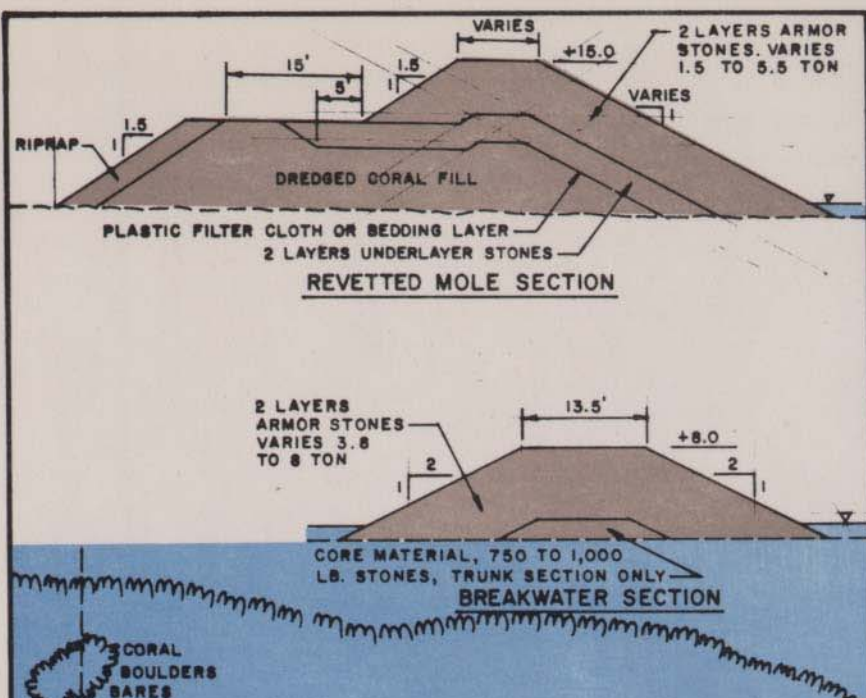 VARIES
2 LAYERS ARMOR
STONES. VARIES
1.5 TO 5.5 TON
+15.0
15'
1.5
1
5'
VARIES
1
1.5
1
RIPRAP
DREDGED CORAL FILL
PLASTIC FILTER CLOTH OR BEDDING LAYER
2 LAYERS UNDERLAYER STONES
REVETTED MOLE SECTION
2 LAYERS
ARMOR STONES
VARIES 3.8
TO 8 TON
13.5'
+8.0
2
1
2
1
CORE MATERIAL, 750 TO 1,000
LB. STONES, TRUNK SECTION ONLY
BREAKWATER SECTION
CORAL
BOULDERS
BARES